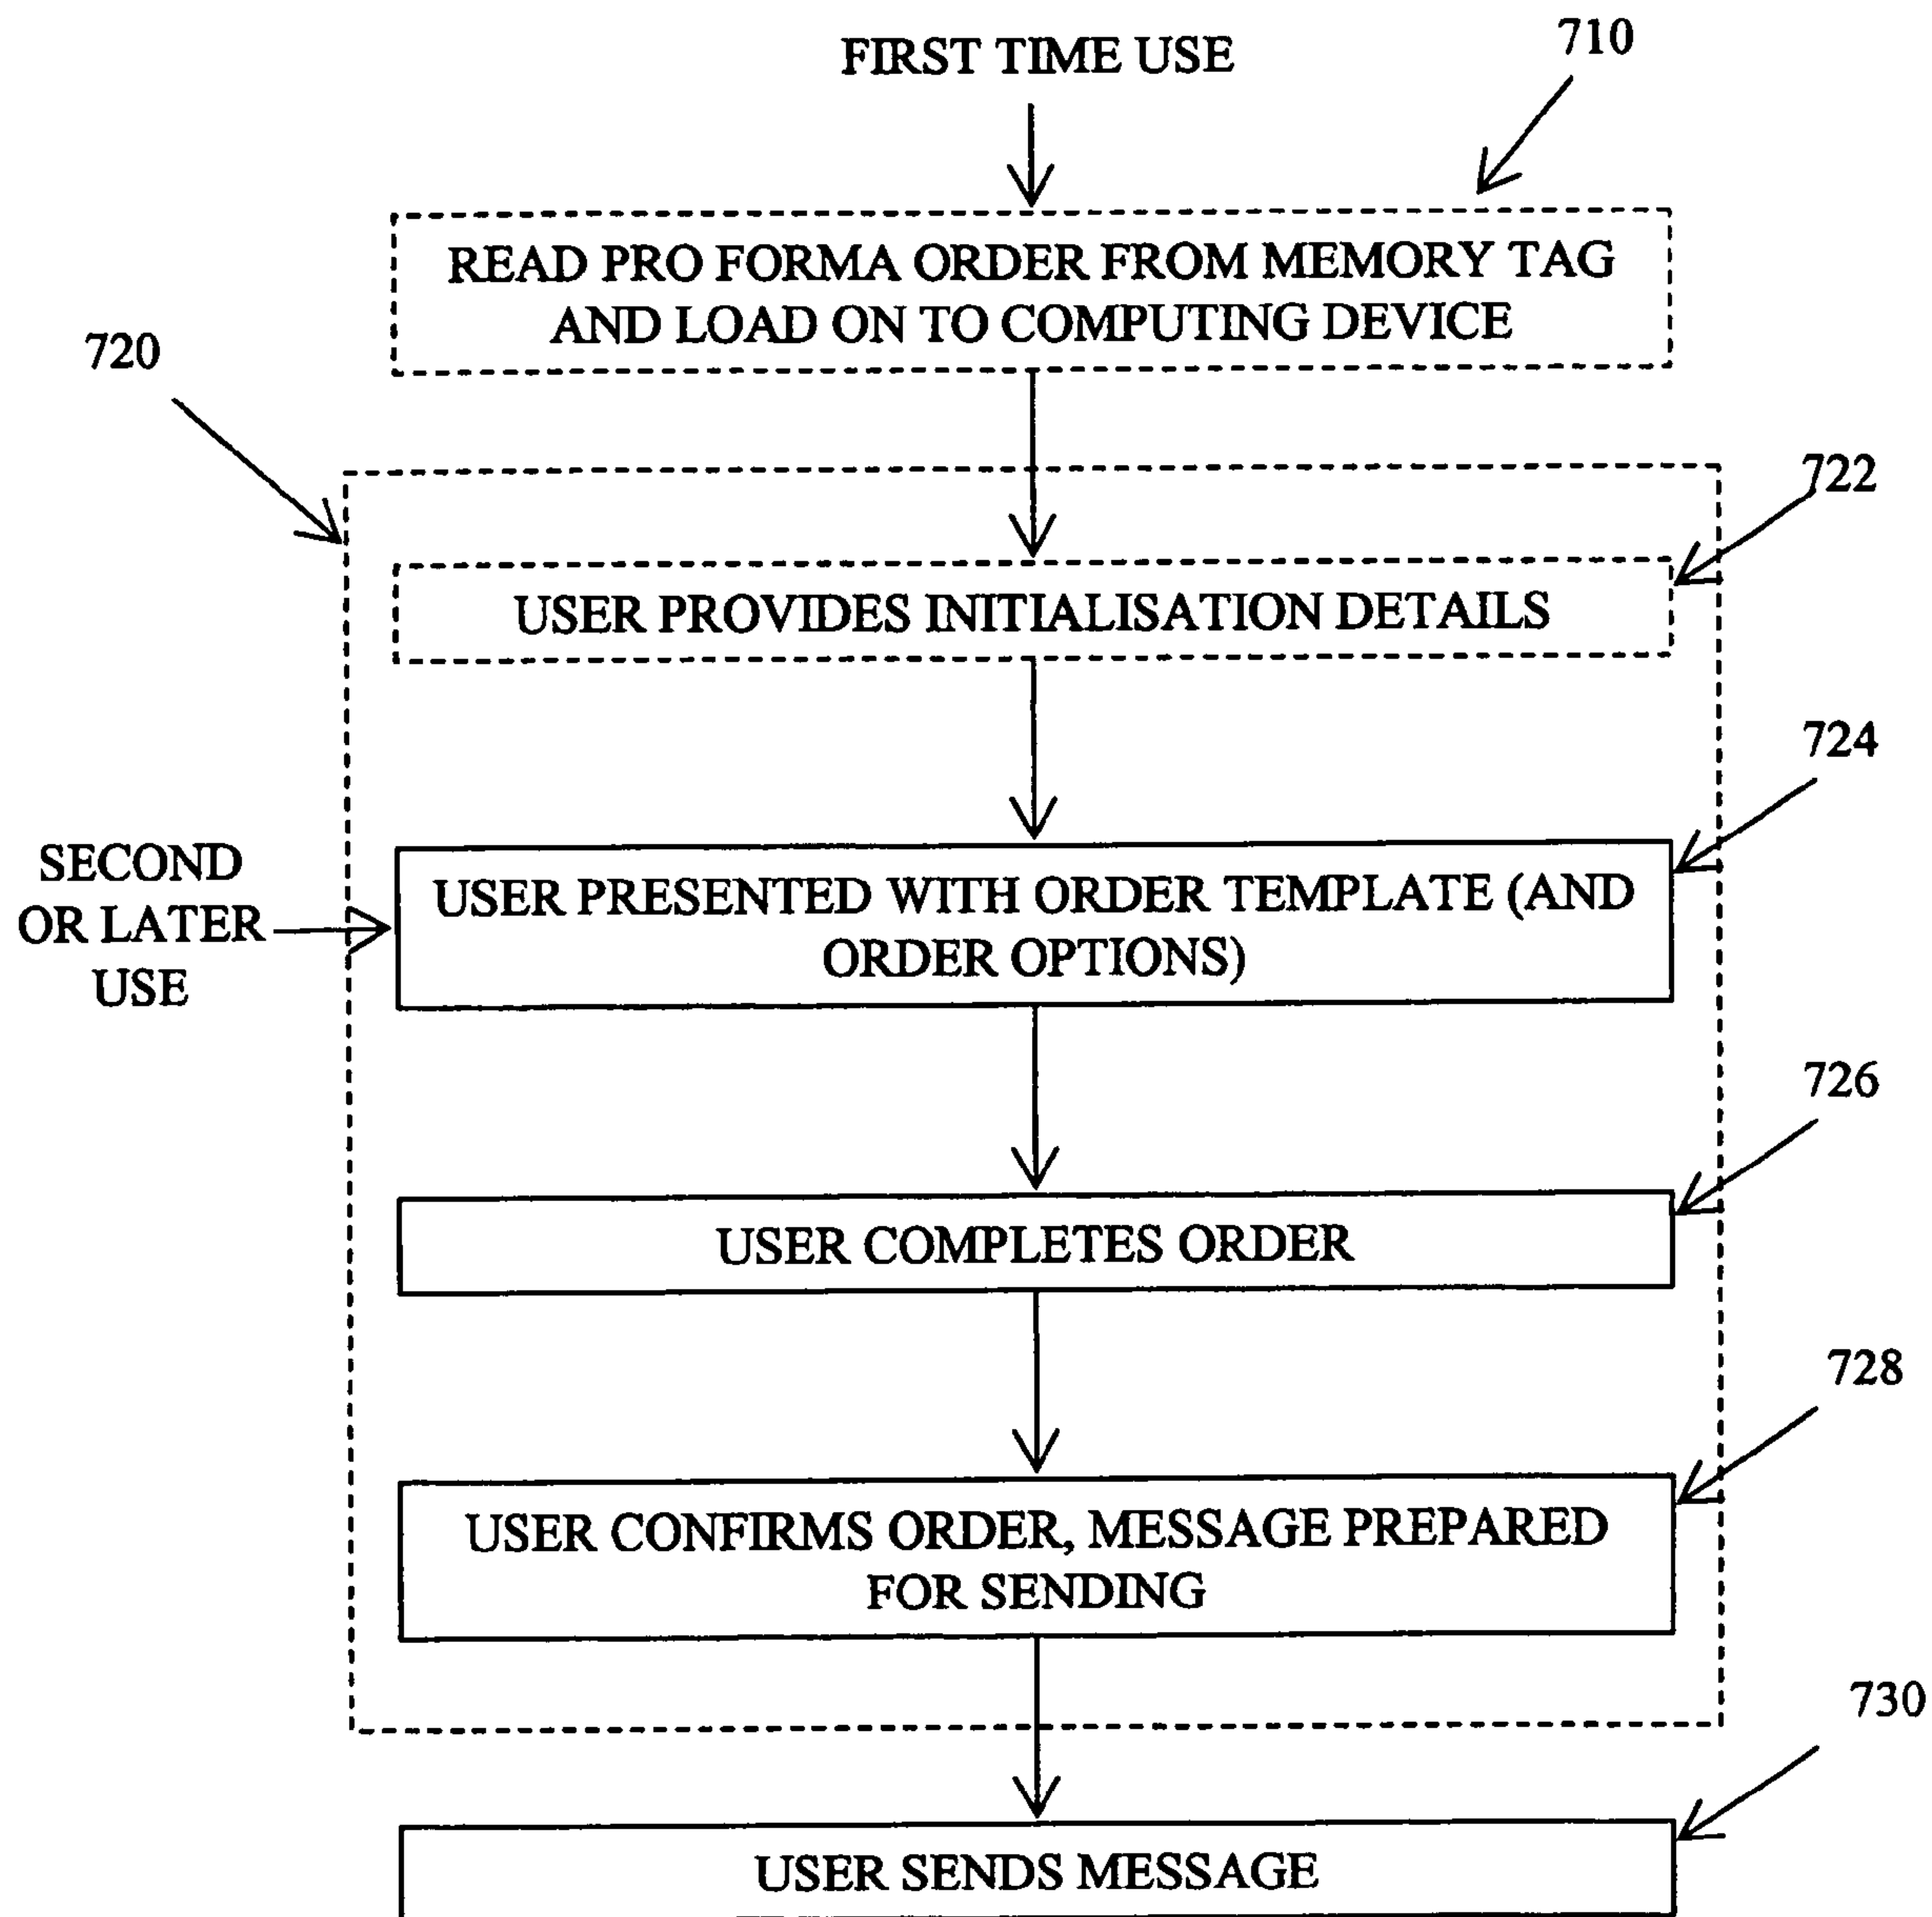 FIRST TIME USE
710
READ PRO FORMA ORDER FROM MEMORY TAG
AND LOAD ON TO COMPUTING DEVICE
720
722
USER PROVIDES INITIALISATION DETAILS
724
SECOND
OR LATER
USE
USER PRESENTED WITH ORDER TEMPLATE (AND
ORDER OPTIONS)
726
USER COMPLETES ORDER
728
USER CONFIRMS ORDER, MESSAGE PREPARED
FOR SENDING
730
USER SENDS MESSAGE